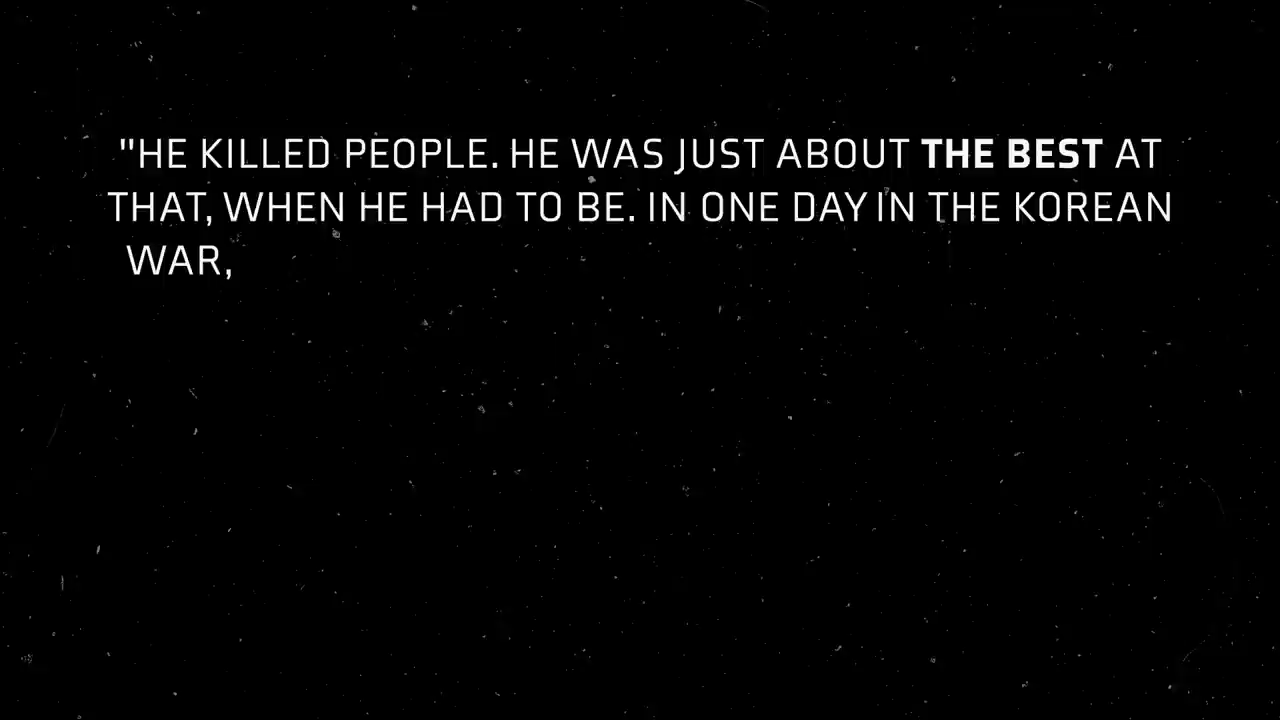 "HE KILLED PEOPLE. HE WAS JUST ABOUT THE BEST AT
THAT, WHEN HE HAD TO BE. IN ONE DAY IN THE KOREAN
WAR,